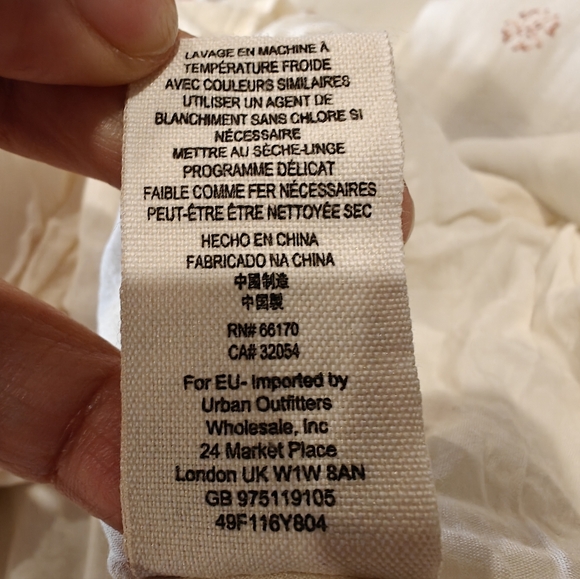 LAVAGE EN MACHINE À
TEMPÉRATURE FROIDE
AVEC COULEURS SIMILAIRES
UTILISER UN AGENT DE
BLANCHIMENT SANS CHLORE SI
NÉCESSAIRE
METTRE AU SÈCHE-LINGE
PROGRAMME DÉLICAT
FAIBLE COMME FER NÉCESSAIRES
PEUT-ÊTRE ÊTRE NETTOYÉE SEC
HECHO EN CHINA
FABRICADO NA CHINA
中国制造
中國製
RN# 66170
CA# 32054
For EU- Imported by
Urban Outfitters
Wholesale, Inc
24 Market Place
London UK W1W 8AN
GB 975119105
49F116Y804